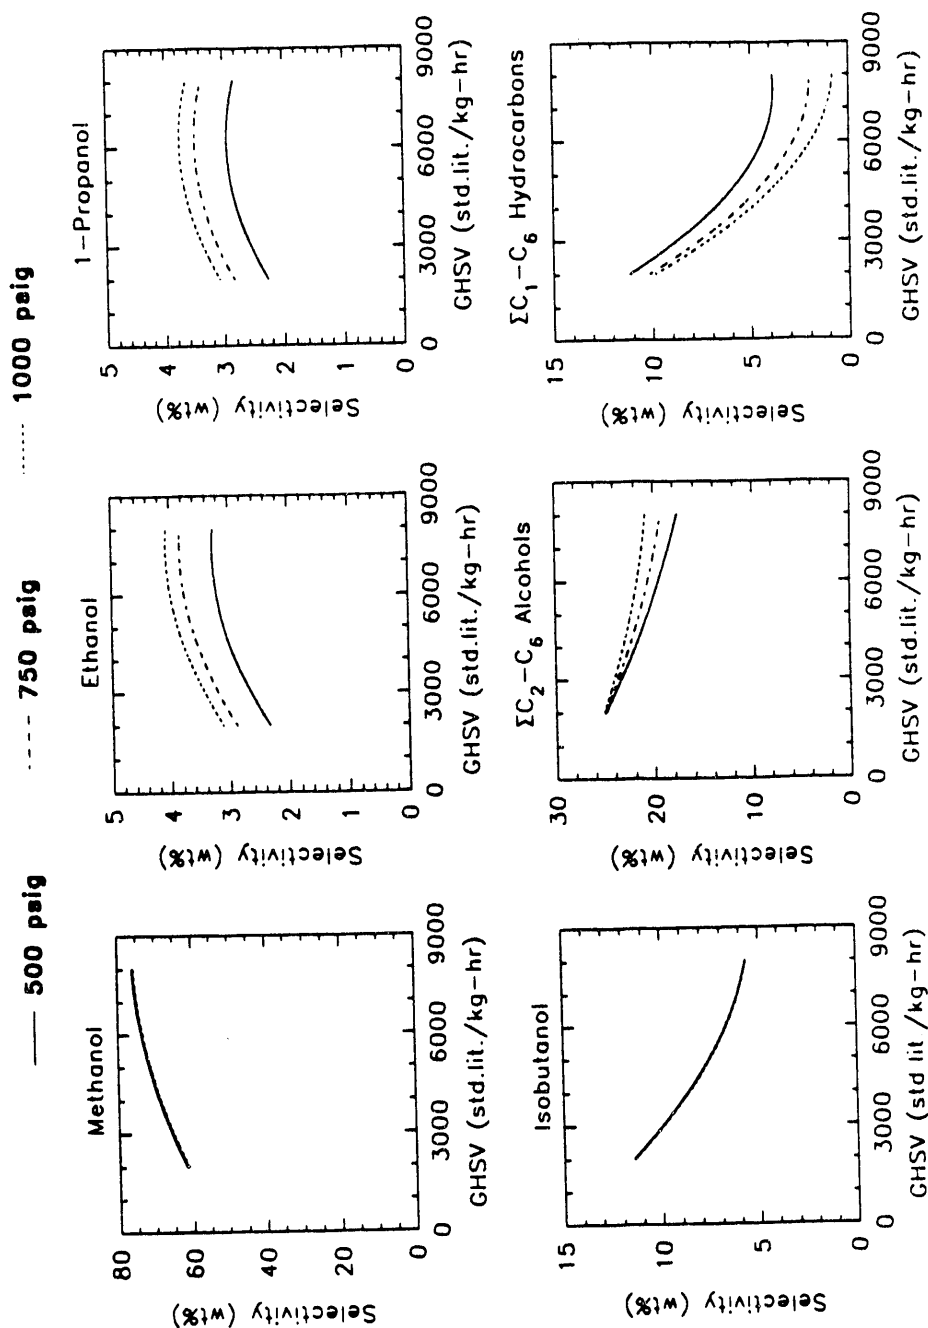 —— 500 psig --- 750 psig ······ 1000 psig
Methanol
Selectivity (wt%)
80
60
40
20
0
0 3000 6000 9000
GHSV (std.lit./kg-hr)
Ethanol
Selectivity (wt%)
5
4
3
2
1
0
0 3000 6000 9000
GHSV (std.lit./kg-hr)
1-Propanol
Selectivity (wt%)
5
4
3
2
1
0
0 3000 6000 9000
GHSV (std.lit./kg-hr)
Isobutanol
Selectivity (wt%)
15
10
5
0
0 3000 6000 9000
GHSV (std lit /kg-hr)
ΣC₂-C₆ Alcohols
Selectivity (wt%)
30
20
10
0
0 3000 6000 9000
GHSV (std.lit./kg-hr)
ΣC₁-C₆ Hydrocarbons
Selectivity (wt%)
15
10
5
0
0 3000 6000 9000
GHSV (std.lit./kg-hr)